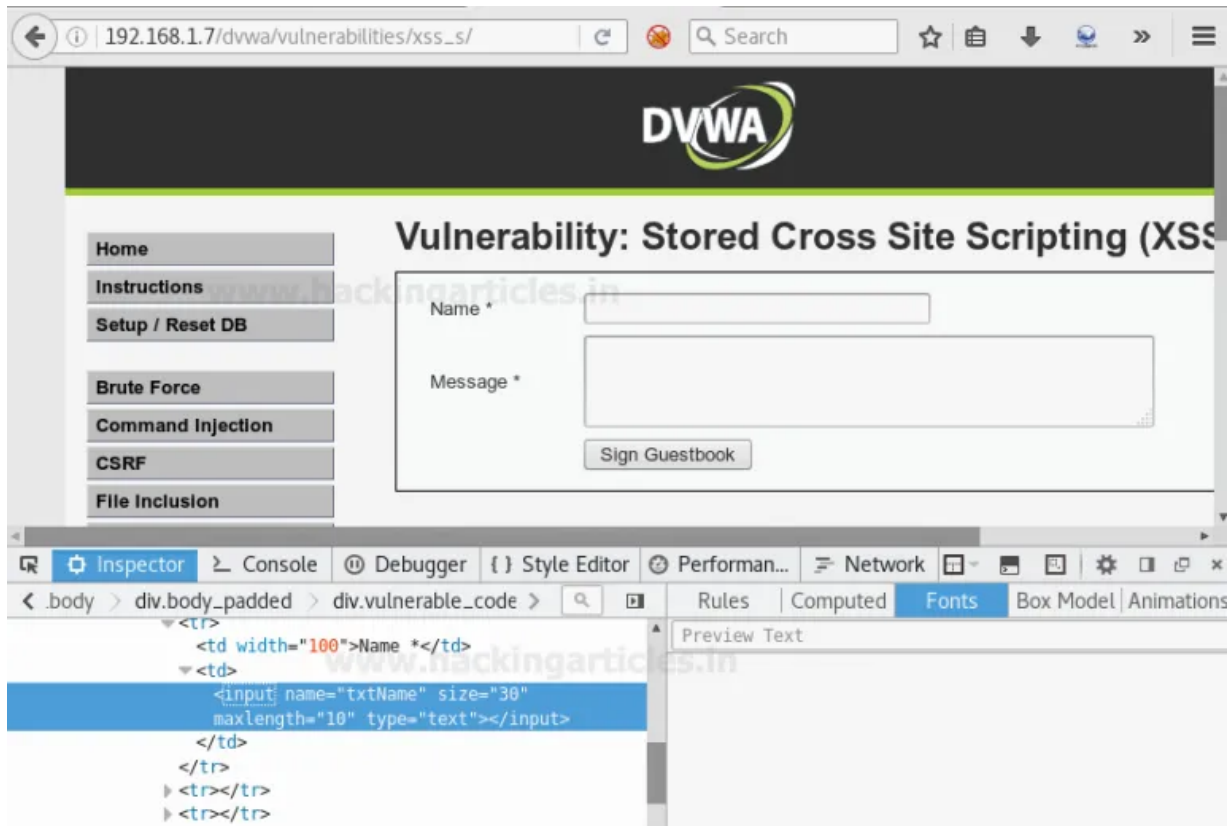 192.168.1.7/dvwa/vulnerabilities/xss_s/
Search
DVWA
Home
Instructions
Setup / Reset DB
Brute Force
Command Injection
CSRF
File Inclusion
Vulnerability: Stored Cross Site Scripting (XSS
www.hackingarticles.in
Name *
Message *
Sign Guestbook
Inspector
Console
Debugger
{ } Style Editor
Performan...
Network
.body > div.body_padded > div.vulnerable_code >
Rules
Computed
Fonts
Box Model
Animations
Preview Text
<tr>
<td width="100">Name *</td>
www.hackingarticles.in
<td>
<input name="txtName" size="30"
maxlength="10" type="text"></input>
</td>
</tr>
<tr></tr>
<tr></tr>